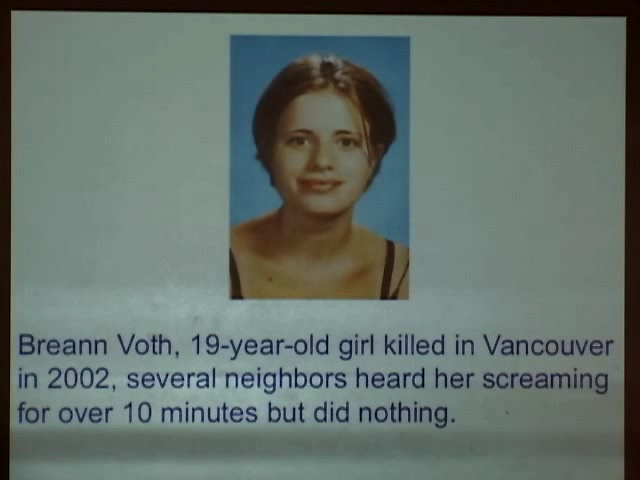 Breann Voth, 19-year-old girl killed in Vancouver
in 2002, several neighbors heard her screaming
for over 10 minutes but did nothing.